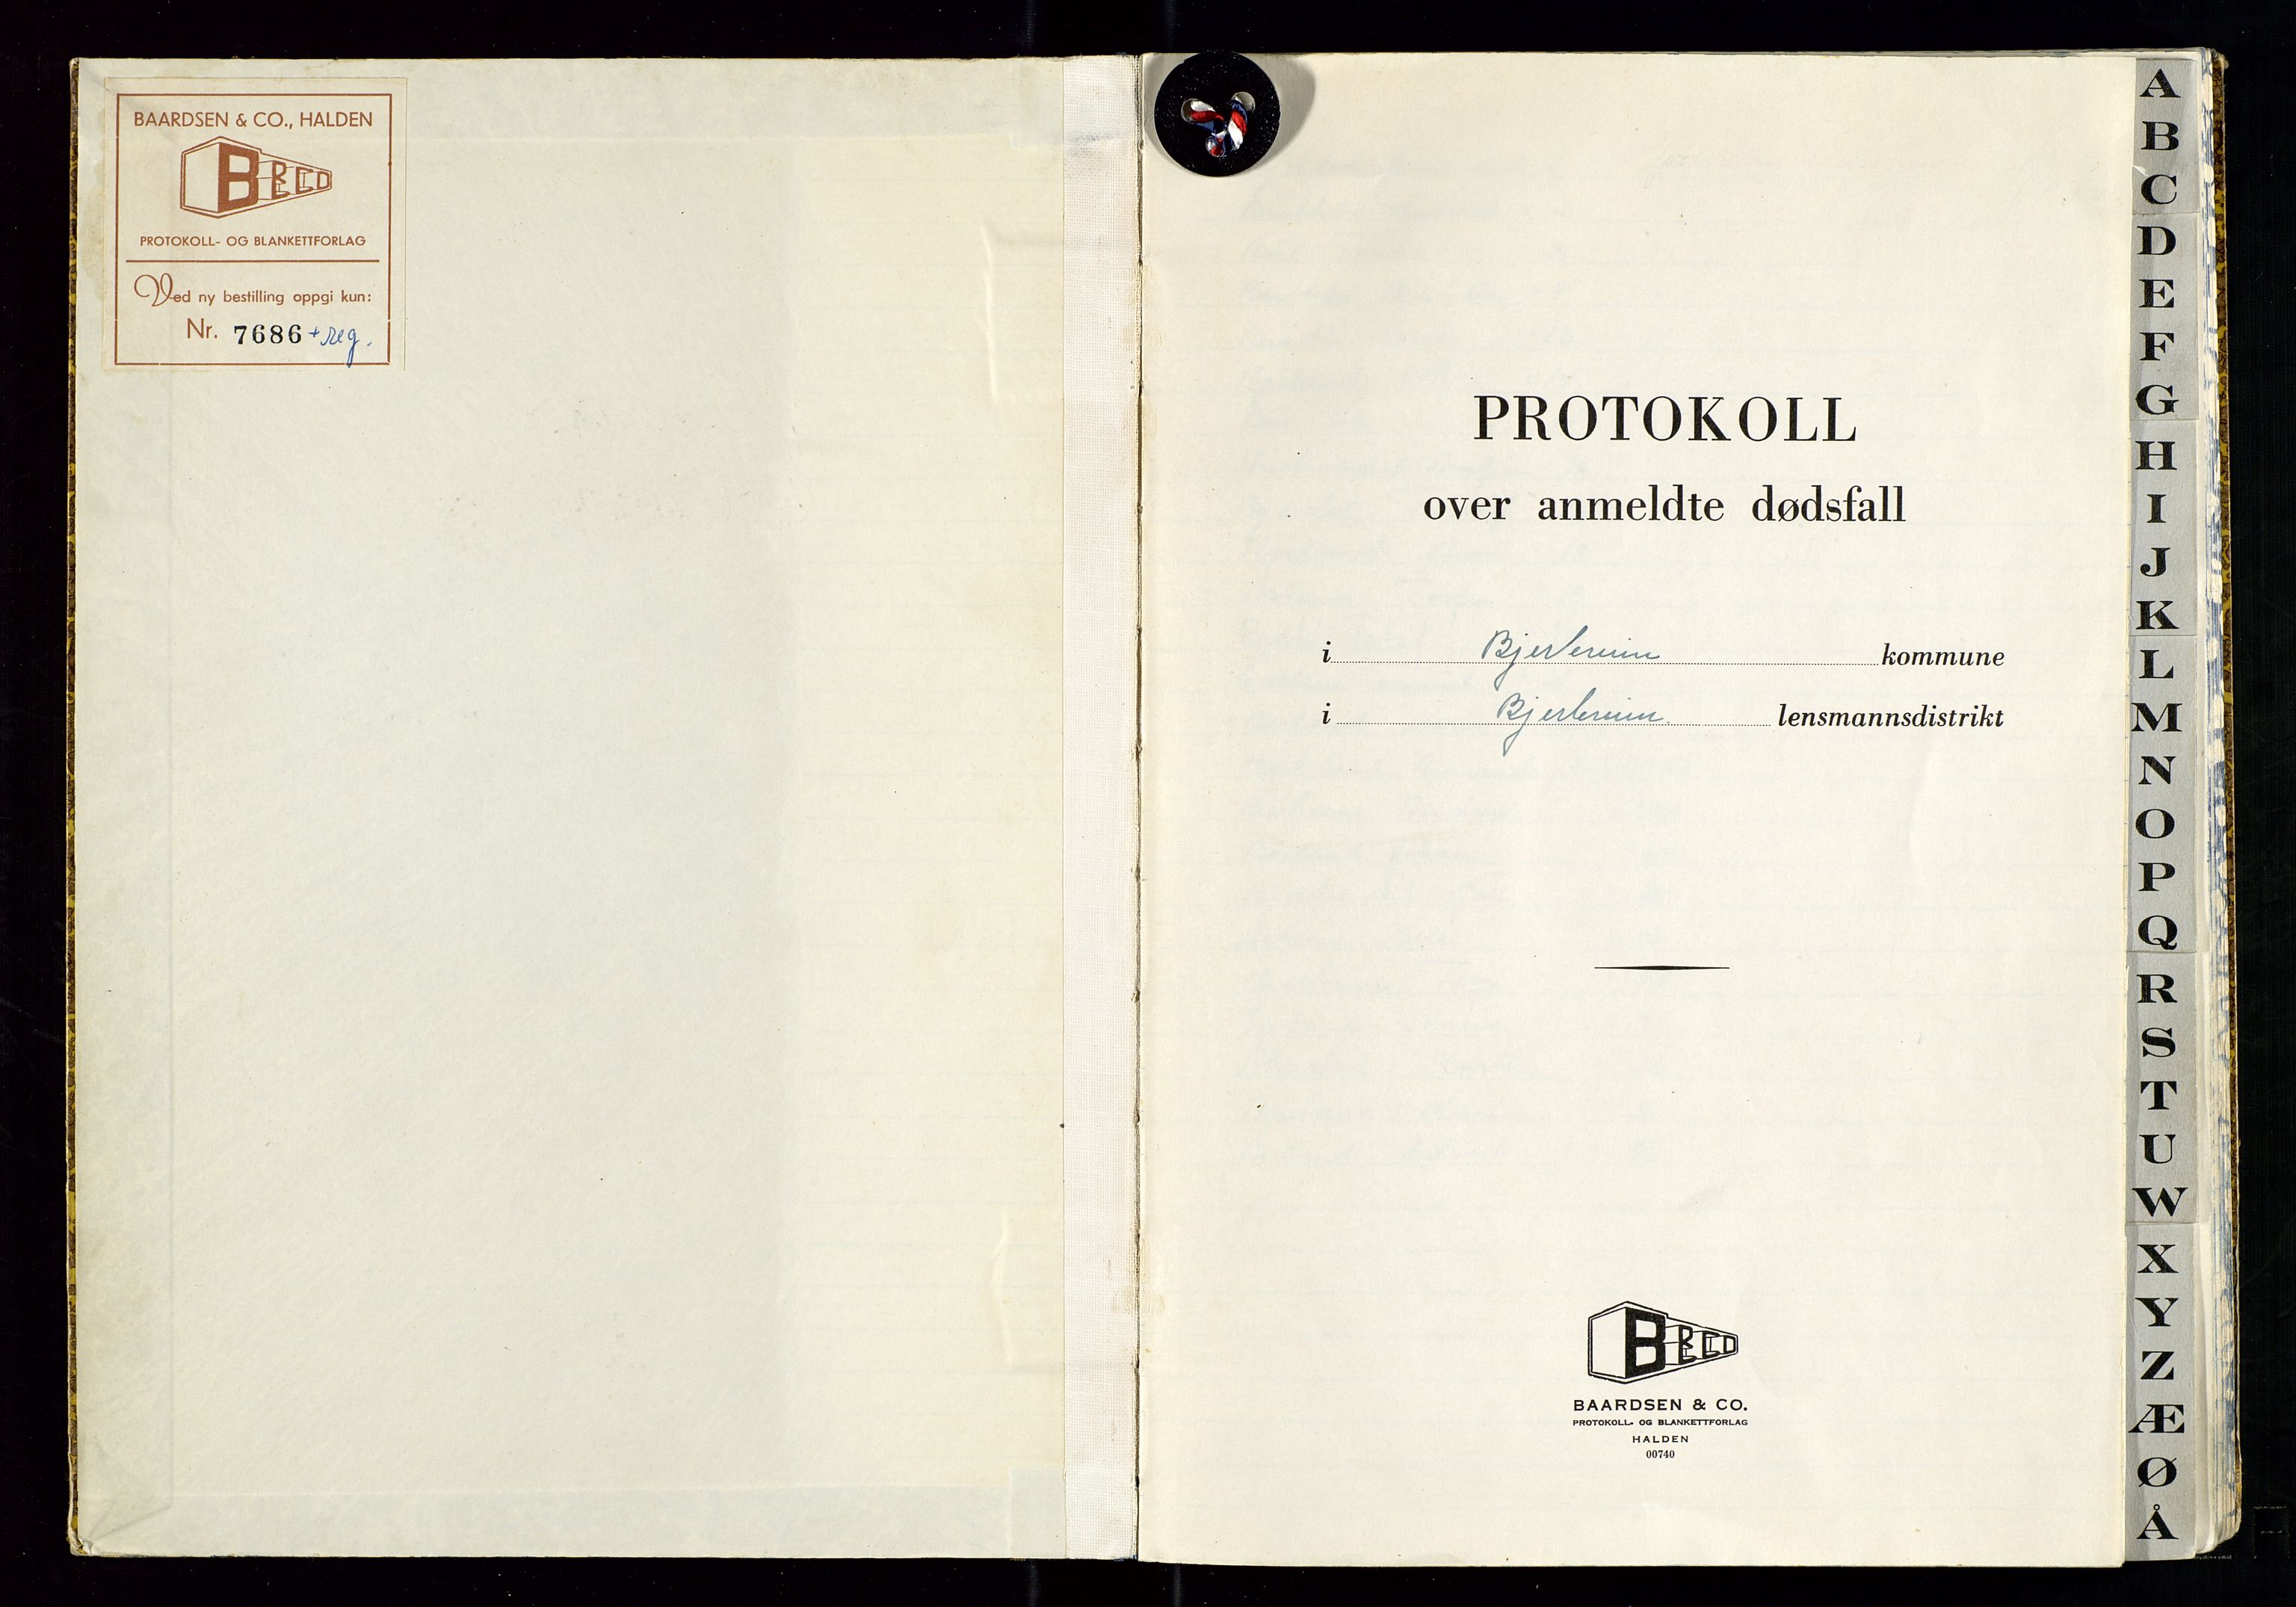 BAARDSEN & CO., HALDEN
B BECO
PROTOKOLL- OG BLANKETTFORLAG
Ved ny bestilling oppgi kun:
Nr. 7686 + reg.
PROTOKOLL
over anmeldte dødsfall
i Bjerkreim kommune
i Bjerkreim lensmannsdistrikt
B BECO
BAARDSEN & CO.
PROTOKOLL- OG BLANKETTFORLAG
HALDEN
00740
A
B
C
D
E
F
G
H
I
J
K
L
M
N
O
P
Q
R
S
T
U
W
X
Y
Z
Æ
Ø
Å